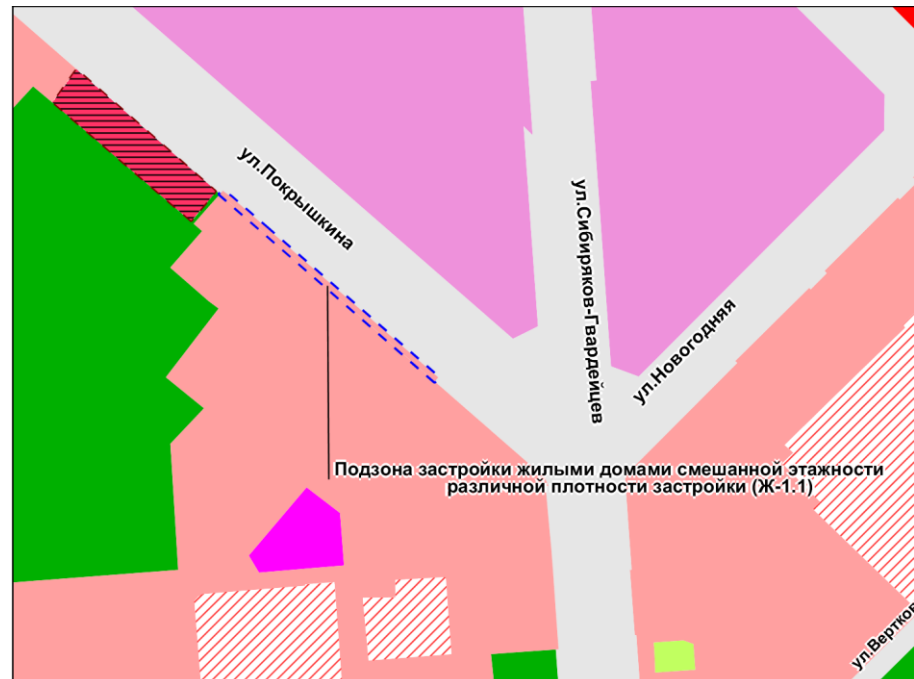 ул.Покрышкина
ул.Сибиряков-Гвардейцев
ул.Новогодняя
Подзона застройки жилыми домами смешанной этажности
различной плотности застройки (Ж-1.1)
ул.Вертков